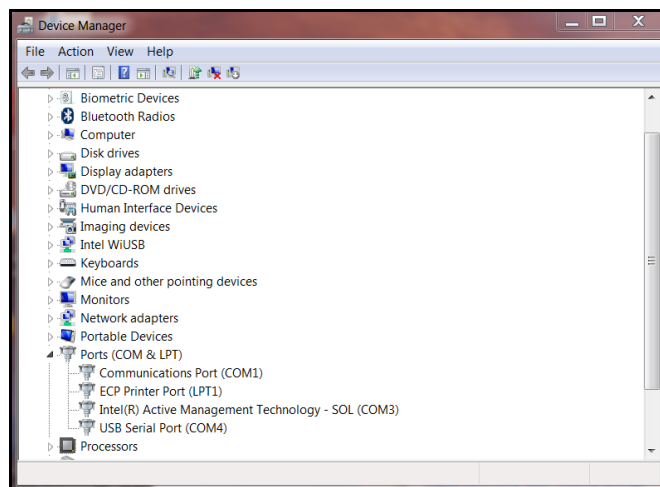 Device Manager
File Action View Help
Biometric Devices
Bluetooth Radios
Computer
Disk drives
Display adapters
DVD/CD-ROM drives
Human Interface Devices
Imaging devices
Intel WiUSB
Keyboards
Mice and other pointing devices
Monitors
Network adapters
Portable Devices
Ports (COM & LPT)
Communications Port (COM1)
ECP Printer Port (LPT1)
Intel(R) Active Management Technology - SOL (COM3)
USB Serial Port (COM4)
Processors